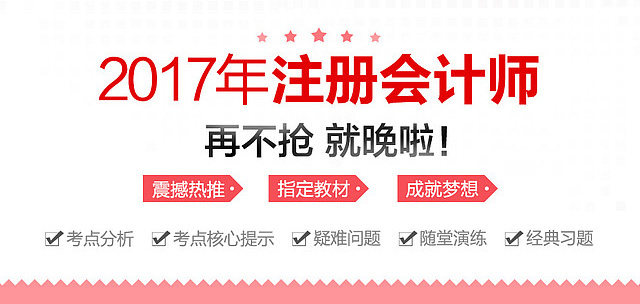 2017年注册会计师
再不抢 就晚啦!
震撼热推 指定教材 成就梦想
考点分析 考点核心提示 疑难问题 随堂演练 经典习题